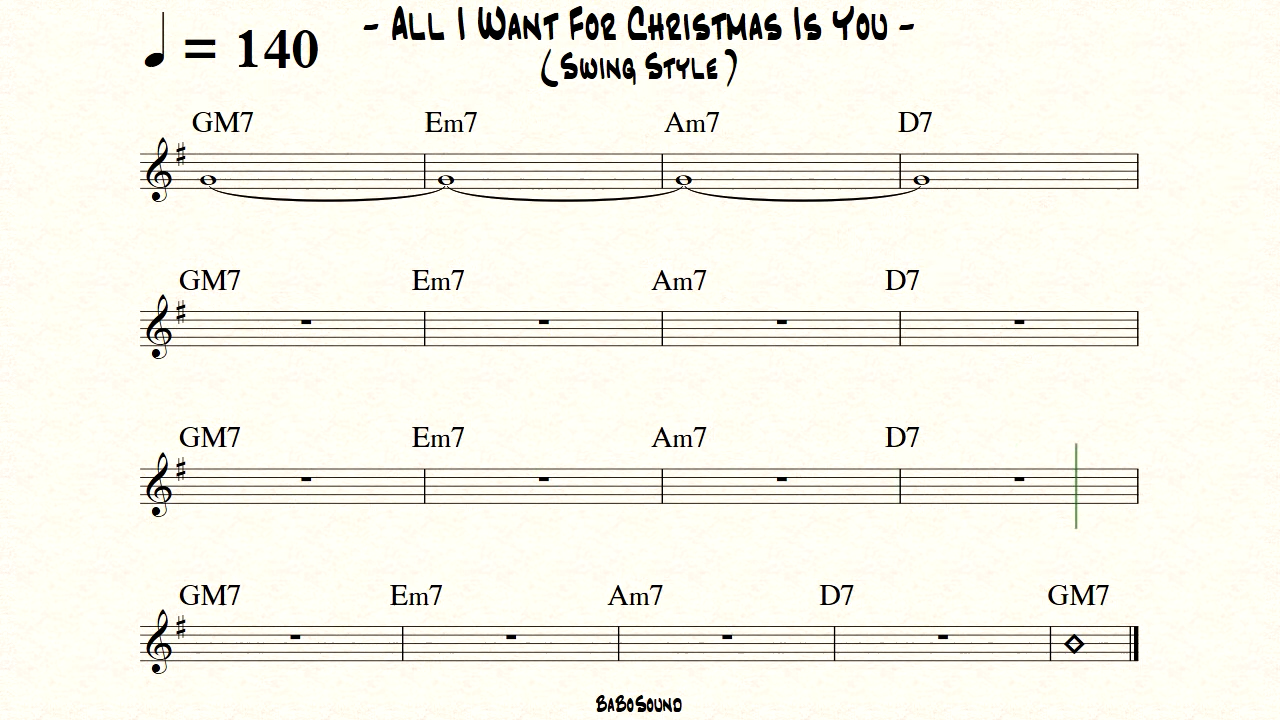 - All I Want For Christmas Is You -
♩ = 140
(Swing Style)
GM7 Em7 Am7 D7
GM7 Em7 Am7 D7
GM7 Em7 Am7 D7
GM7 Em7 Am7 D7 GM7
BaBoSound